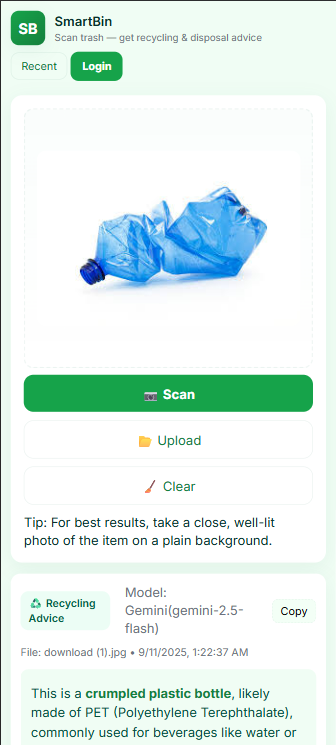 SB
SmartBin
Scan trash — get recycling & disposal advice
Recent
Login
📷 Scan
📂 Upload
🧹 Clear
Tip: For best results, take a close, well-lit
photo of the item on a plain background.
♻️ Recycling
Advice
Model:
Gemini(gemini-2.5-
flash)
Copy
File: download (1).jpg • 9/11/2025, 1:22:37 AM
This is a crumpled plastic bottle, likely
made of PET (Polyethylene Terephthalate),
commonly used for beverages like water or